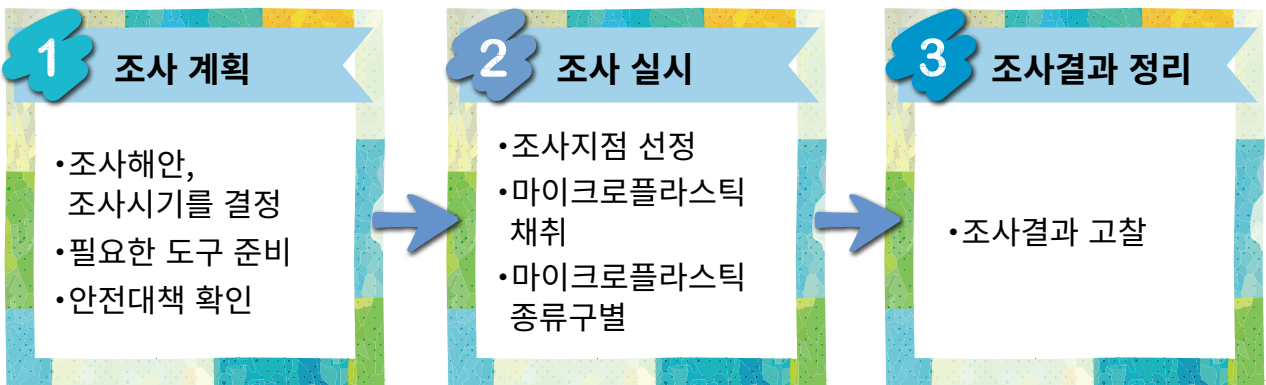 1 조사 계획
·조사해안,
조사시기를 결정
·필요한 도구 준비
·안전대책 확인
2 조사 실시
·조사지점 선정
·마이크로플라스틱
채취
·마이크로플라스틱
종류구별
3 조사결과 정리
·조사결과 고찰